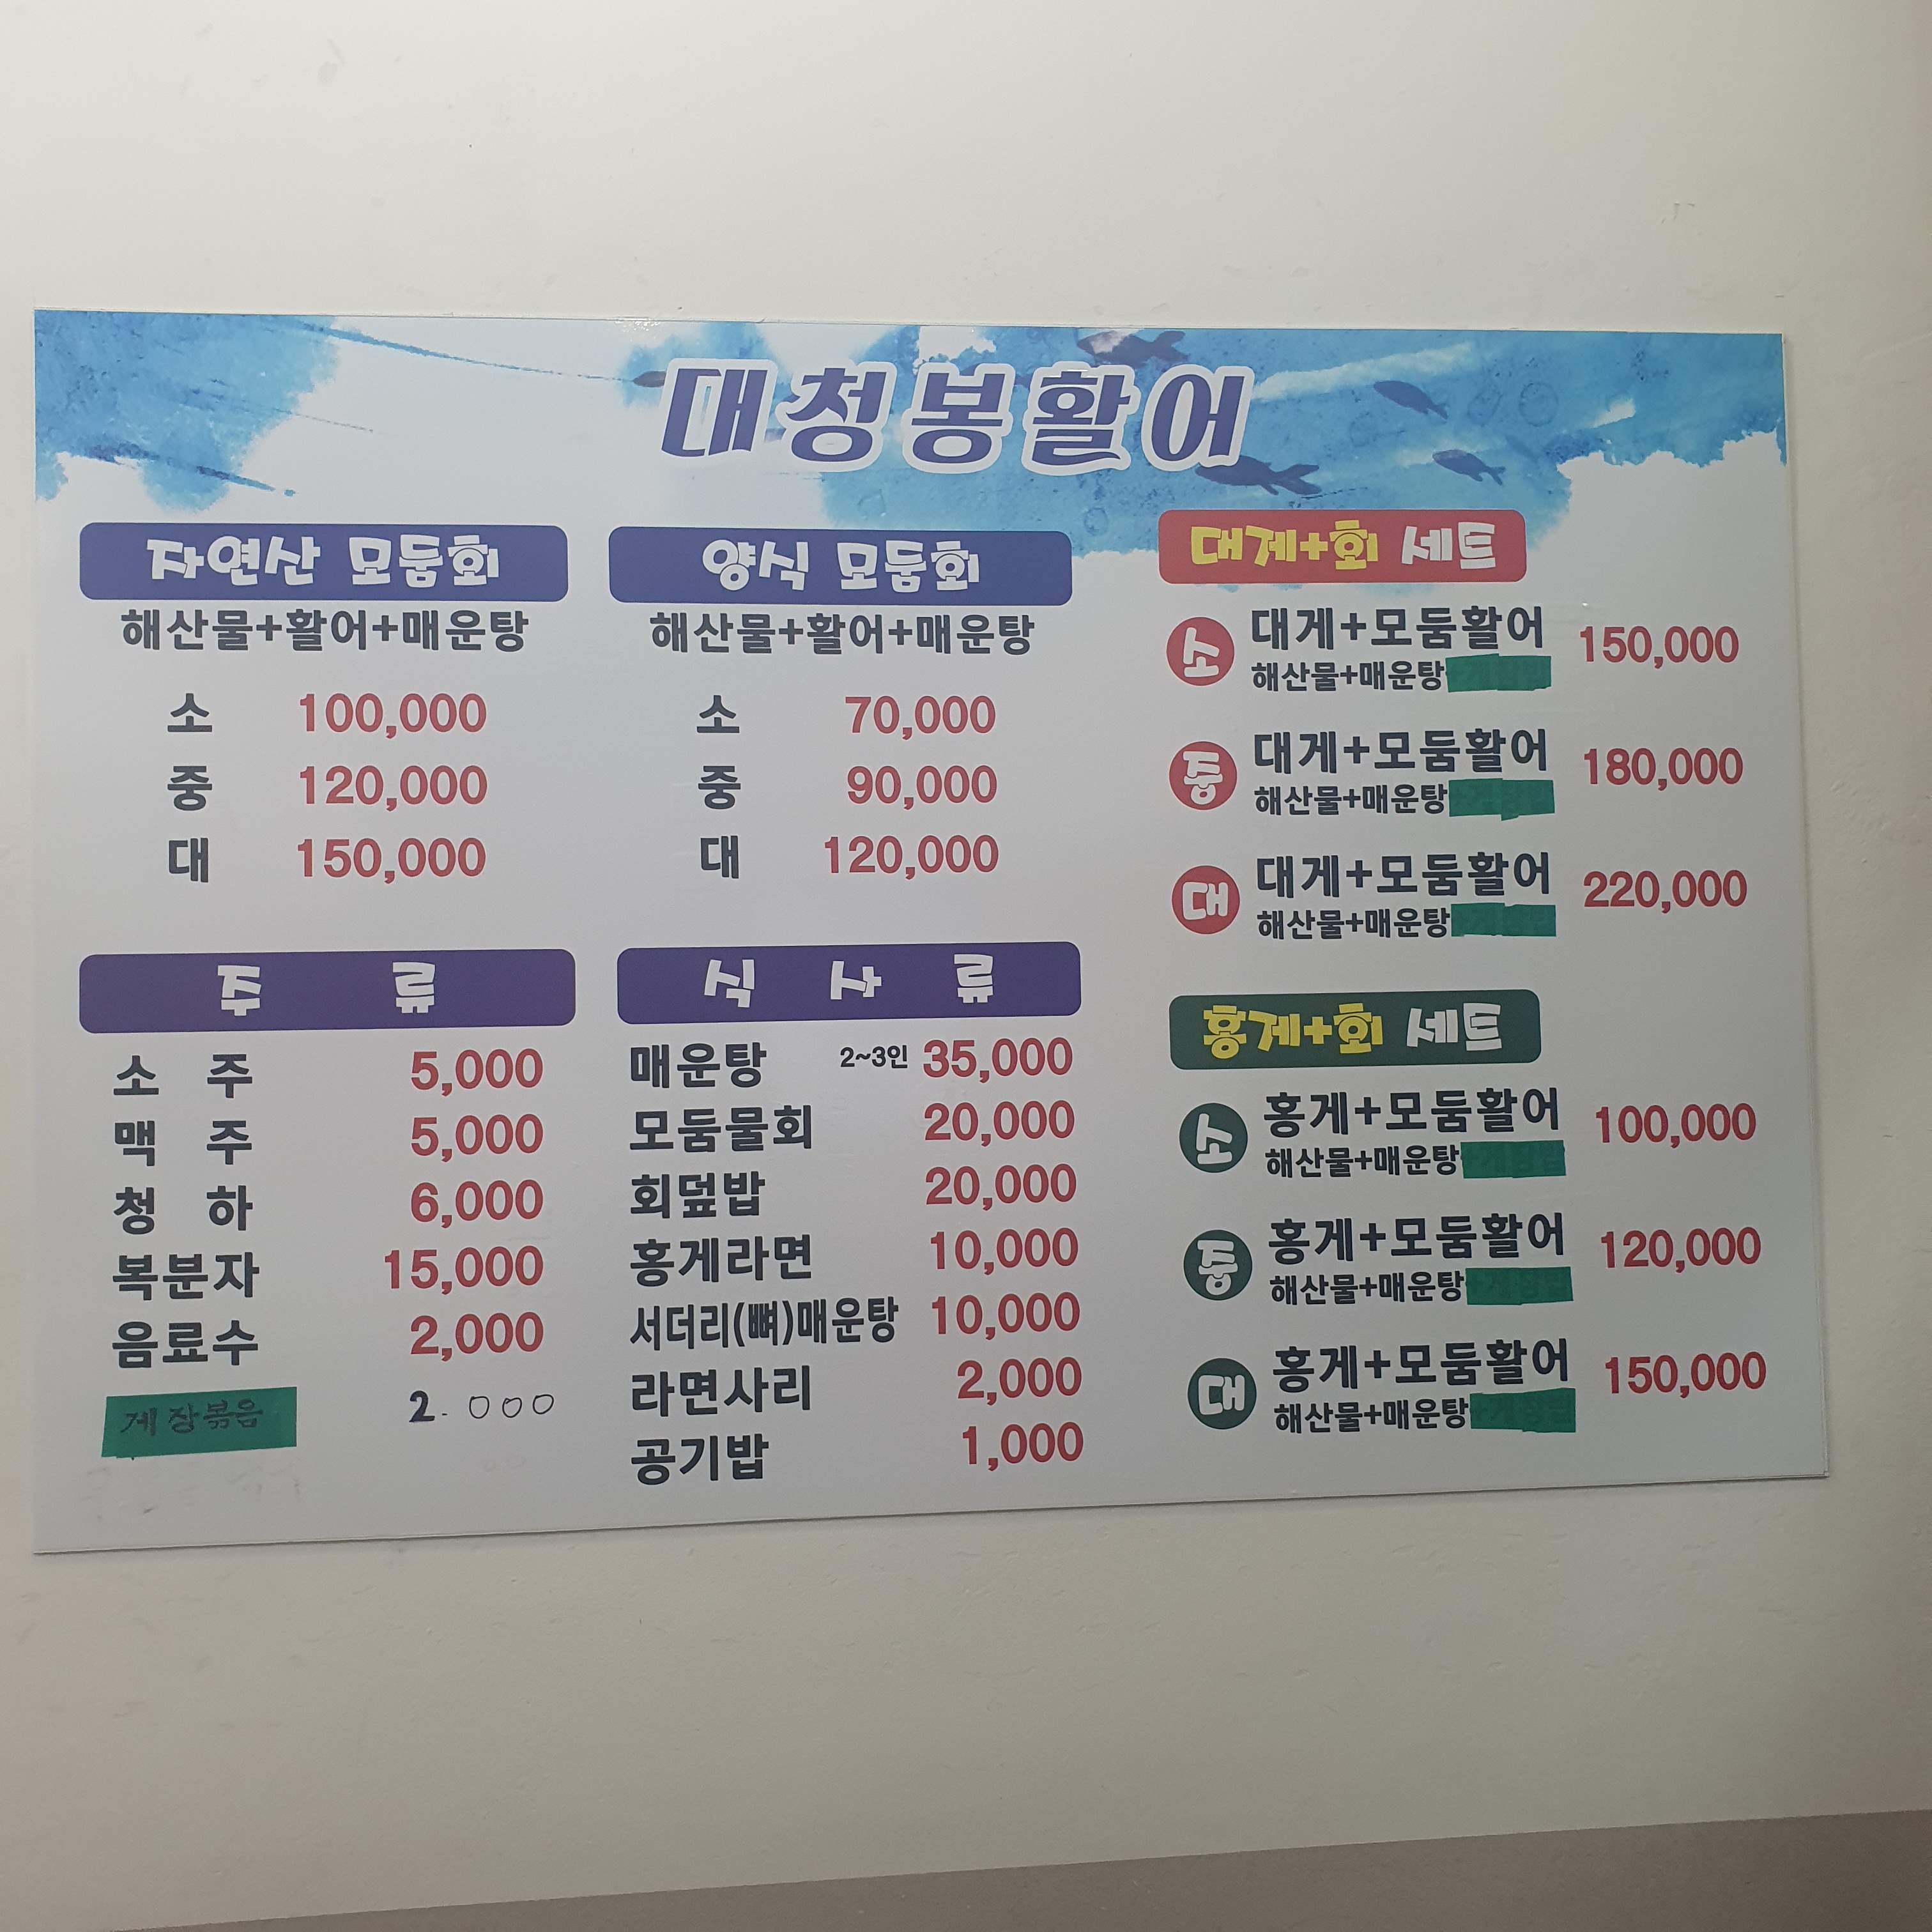 대청봉활어
자연산 모둠회
해산물+활어+매운탕
소 100,000
중 120,000
대 150,000
양식 모둠회
해산물+활어+매운탕
소 70,000
중 90,000
대 120,000
주 류
소 주 5,000
맥 주 5,000
청 하 6,000
복분자 15,000
음료수 2,000
게장볶음 2.000
식 사 류
매운탕 2~3인 35,000
모둠물회 20,000
회덮밥 20,000
홍게라면 10,000
서더리(뼈)매운탕 10,000
라면사리 2,000
공기밥 1,000
대게+회 세트
소 대게+모둠활어 150,000
해산물+매운탕
중 대게+모둠활어 180,000
해산물+매운탕
대 대게+모둠활어 220,000
해산물+매운탕
홍게+회 세트
소 홍게+모둠활어 100,000
해산물+매운탕
중 홍게+모둠활어 120,000
해산물+매운탕
대 홍게+모둠활어 150,000
해산물+매운탕